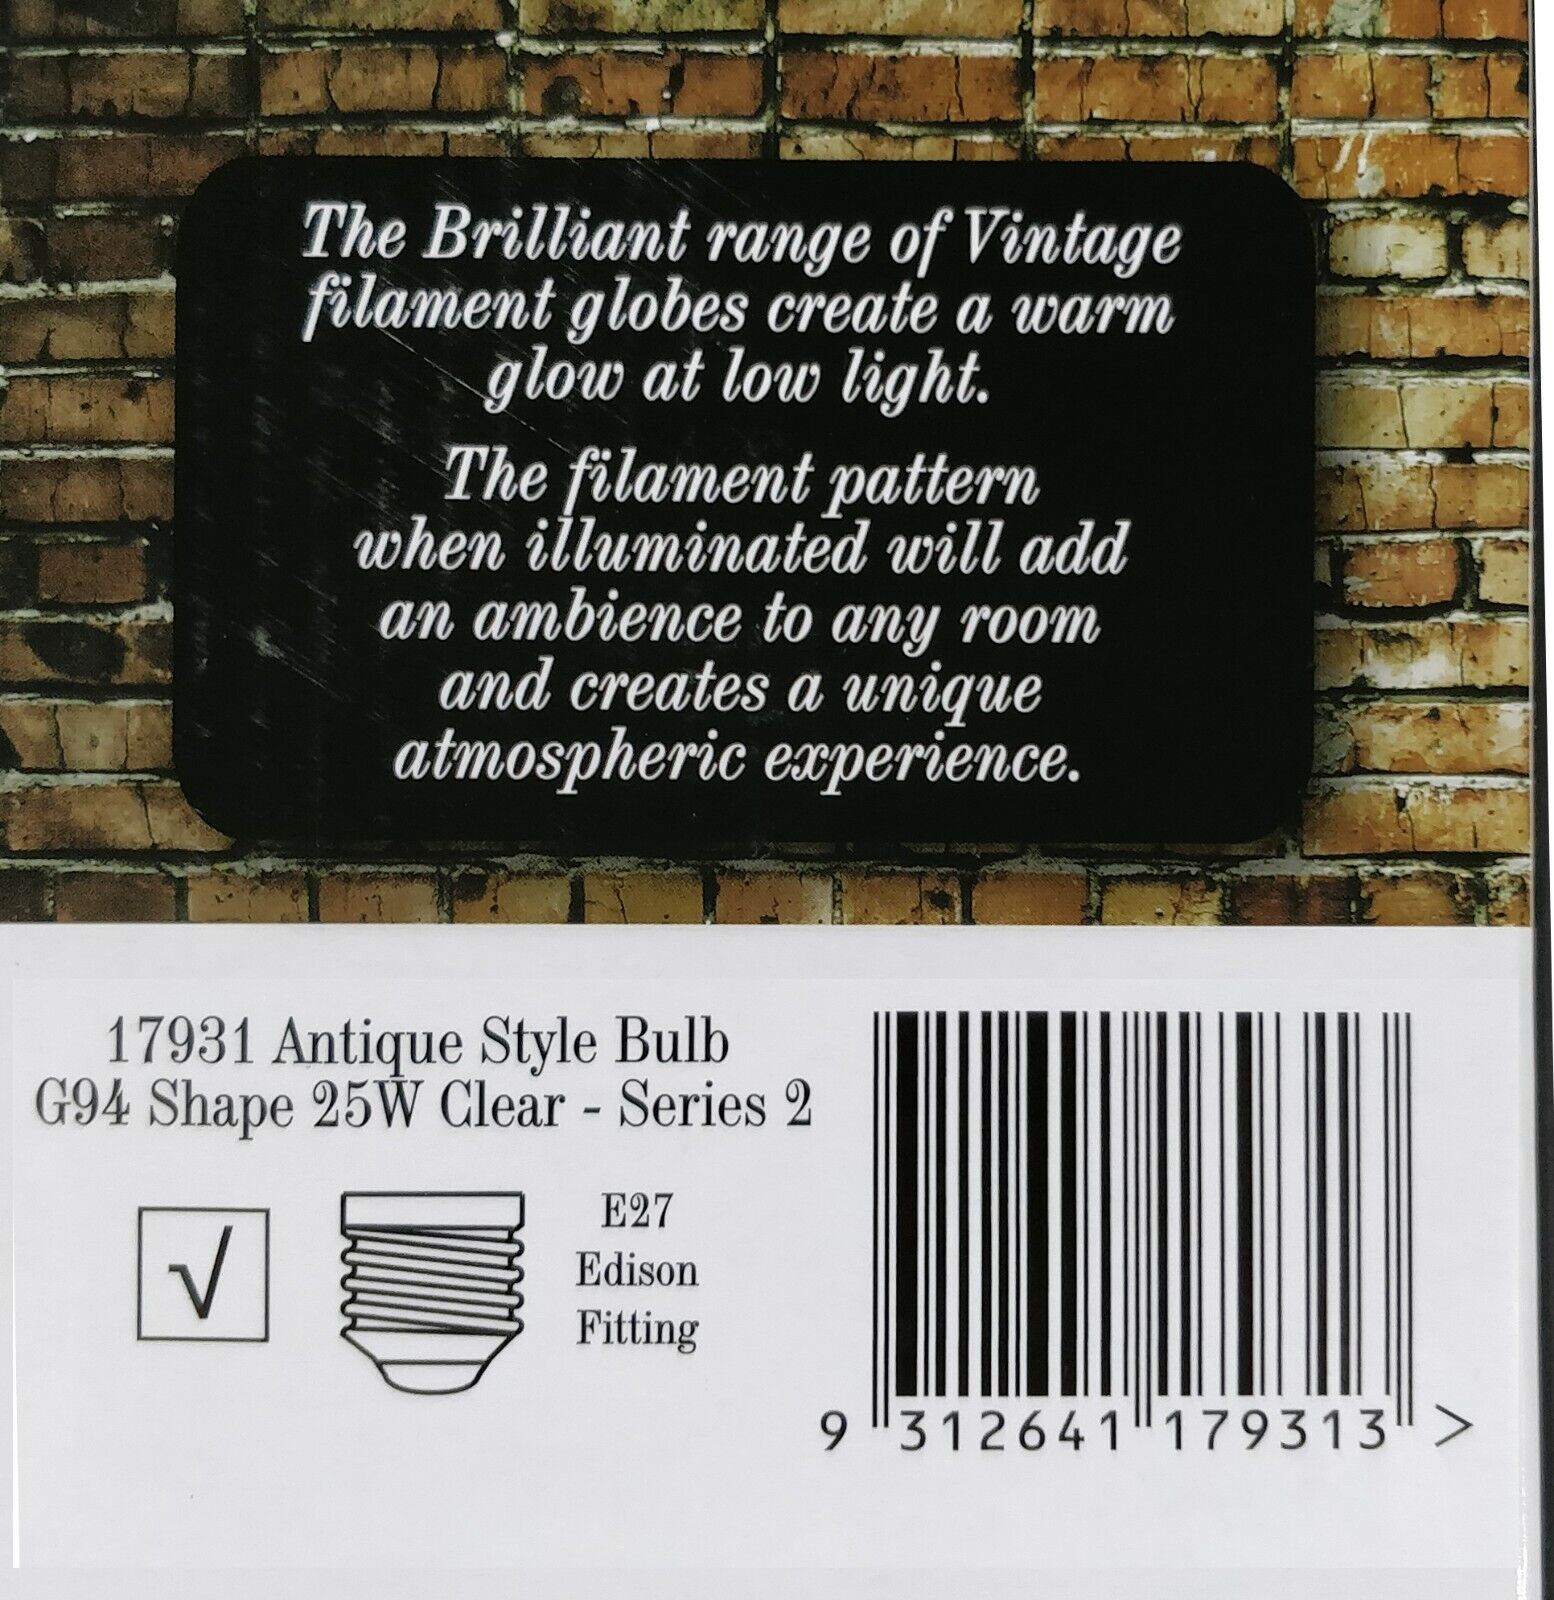 The Brilliant range of Vintage
filament globes create a warm
glow at low light.
The filament pattern
when illuminated will add
an ambience to any room
and creates a unique
atmospheric experience.
17931 Antique Style Bulb
G94 Shape 25W Clear - Series 2
√
E27
Edison
Fitting
9 312641 179313 >